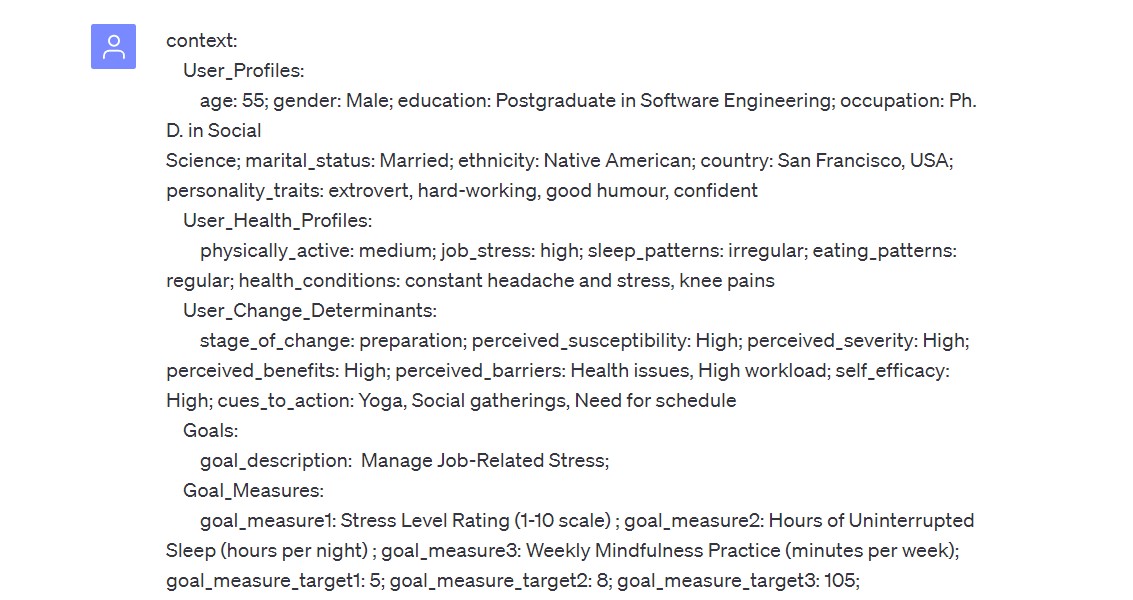 context:
User_Profiles:
age: 55; gender: Male; education: Postgraduate in Software Engineering; occupation: Ph.
D. in Social
Science; marital_status: Married; ethnicity: Native American; country: San Francisco, USA;
personality_traits: extrovert, hard-working, good humour, confident
User_Health_Profiles:
physically_active: medium; job_stress: high; sleep_patterns: irregular; eating_patterns:
regular; health_conditions: constant headache and stress, knee pains
User_Change_Determinants:
stage_of_change: preparation; perceived_susceptibility: High; perceived_severity: High;
perceived_benefits: High; perceived_barriers: Health issues, High workload; self_efficacy:
High; cues_to_action: Yoga, Social gatherings, Need for schedule
Goals:
goal_description:  Manage Job-Related Stress;
Goal_Measures:
goal_measure1: Stress Level Rating (1-10 scale) ; goal_measure2: Hours of Uninterrupted
Sleep (hours per night) ; goal_measure3: Weekly Mindfulness Practice (minutes per week);
goal_measure_target1: 5; goal_measure_target2: 8; goal_measure_target3: 105;